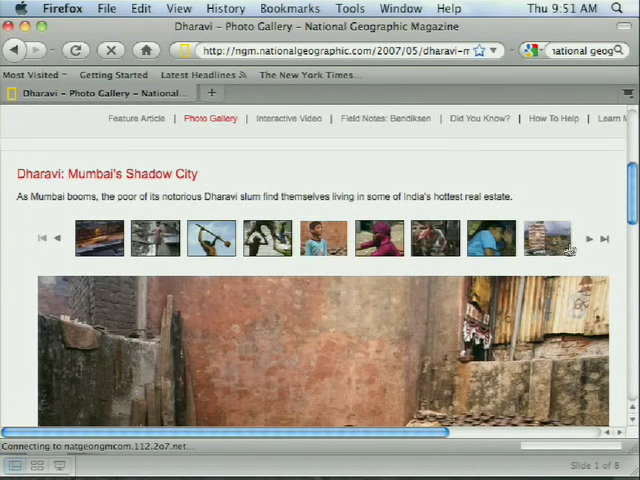 Firefox File Edit View History Bookmarks Tools Window Help Thu 9:51 AM
Dharavi – Photo Gallery – National Geographic Magazine
http://ngm.nationalgeographic.com/2007/05/dharavi-m
ational geog
Most Visited Getting Started Latest Headlines The New York Times...
Dharavi – Photo Gallery – National...
Feature Article | Photo Gallery | Interactive Video | Field Notes: Bendiksen | Did You Know? | How To Help | Learn M
Dharavi: Mumbai's Shadow City
As Mumbai booms, the poor of its notorious Dharavi slum find themselves living in some of India's hottest real estate.
Connecting to natgeongmcom.112.2o7.net...
Slide 1 of 8